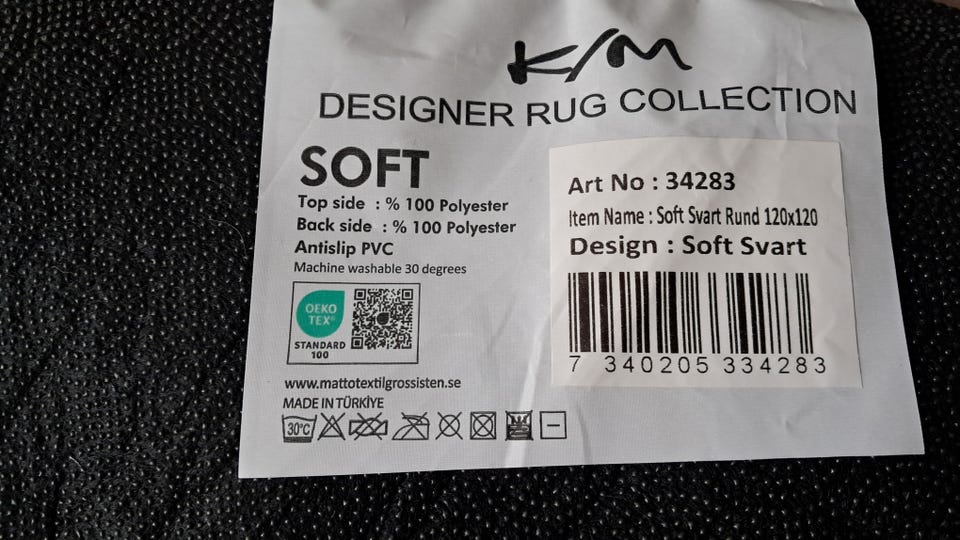 K/M
DESIGNER RUG COLLECTION
SOFT
Top side : % 100 Polyester
Back side : % 100 Polyester
Antislip PVC
Machine washable 30 degrees
OEKO
TEX®
STANDARD
100
www.mattotextilgrossisten.se
MADE IN TÜRKİYE
30°C
Art No : 34283
Item Name : Soft Svart Rund 120x120
Design : Soft Svart
7 340205 334283